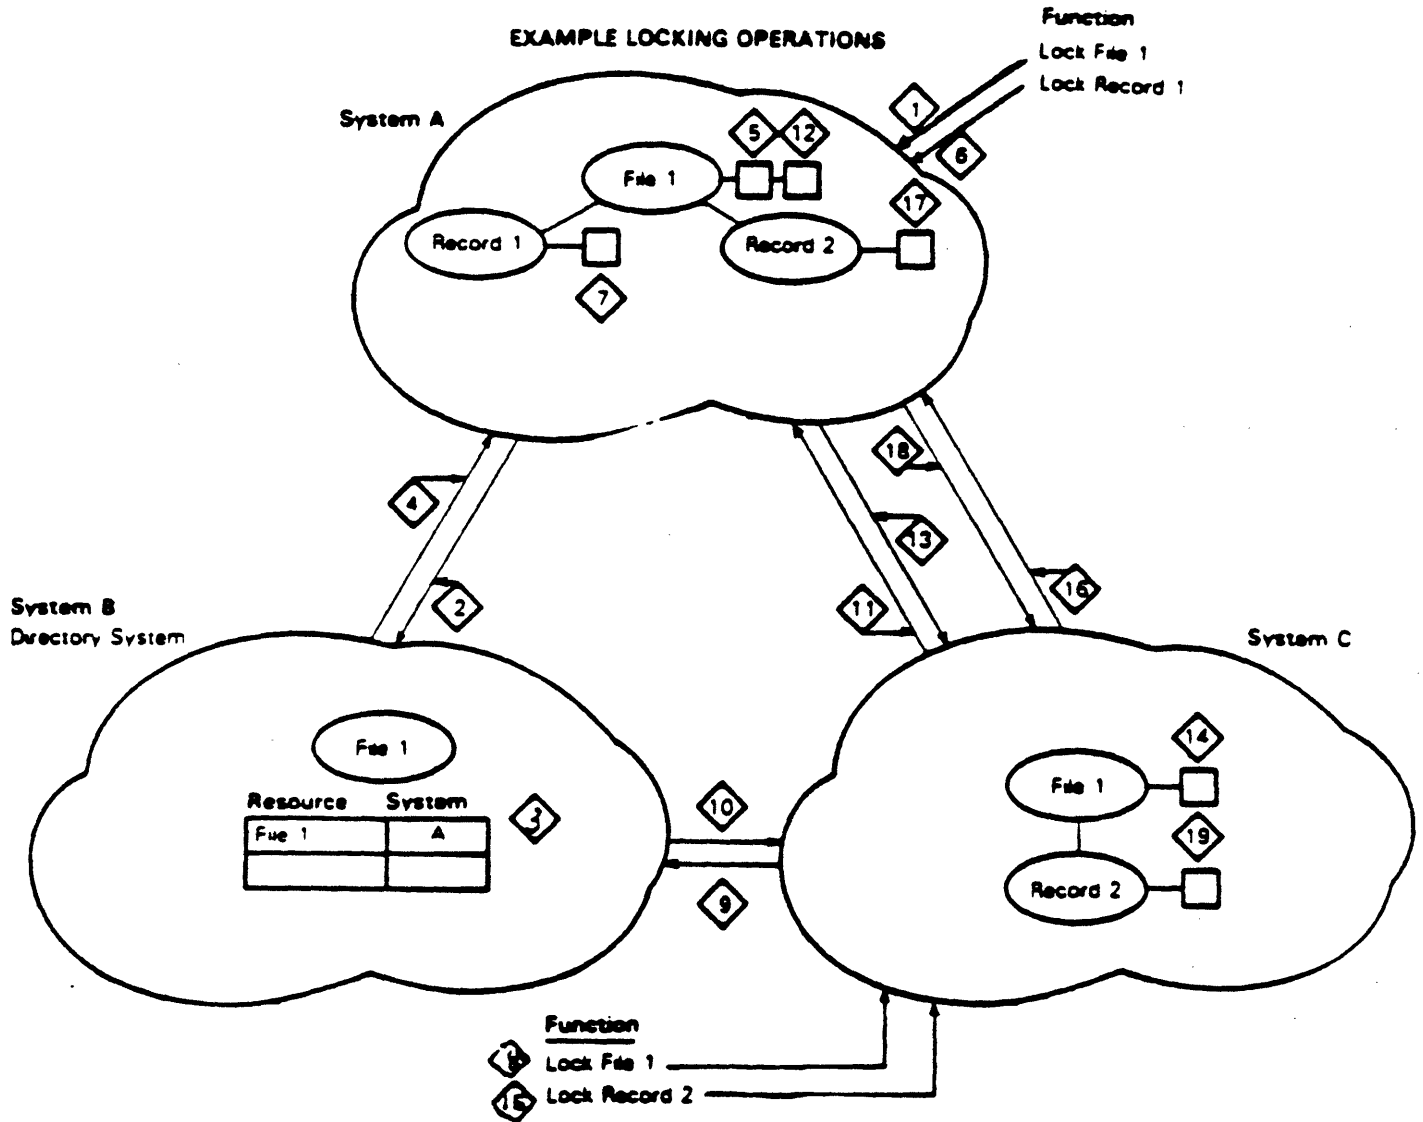 EXAMPLE LOCKING OPERATIONS
Function
Lock File 1
Lock Record 1
System A
1
6
5
12
File 1
17
Record 1
Record 2
7
4
18
13
2
11
16
System B
Directory System
System C
File 1
Resource System
File 1 A
3
10
9
14
File 1
19
Record 2
Function
8 Lock File 1
15 Lock Record 2